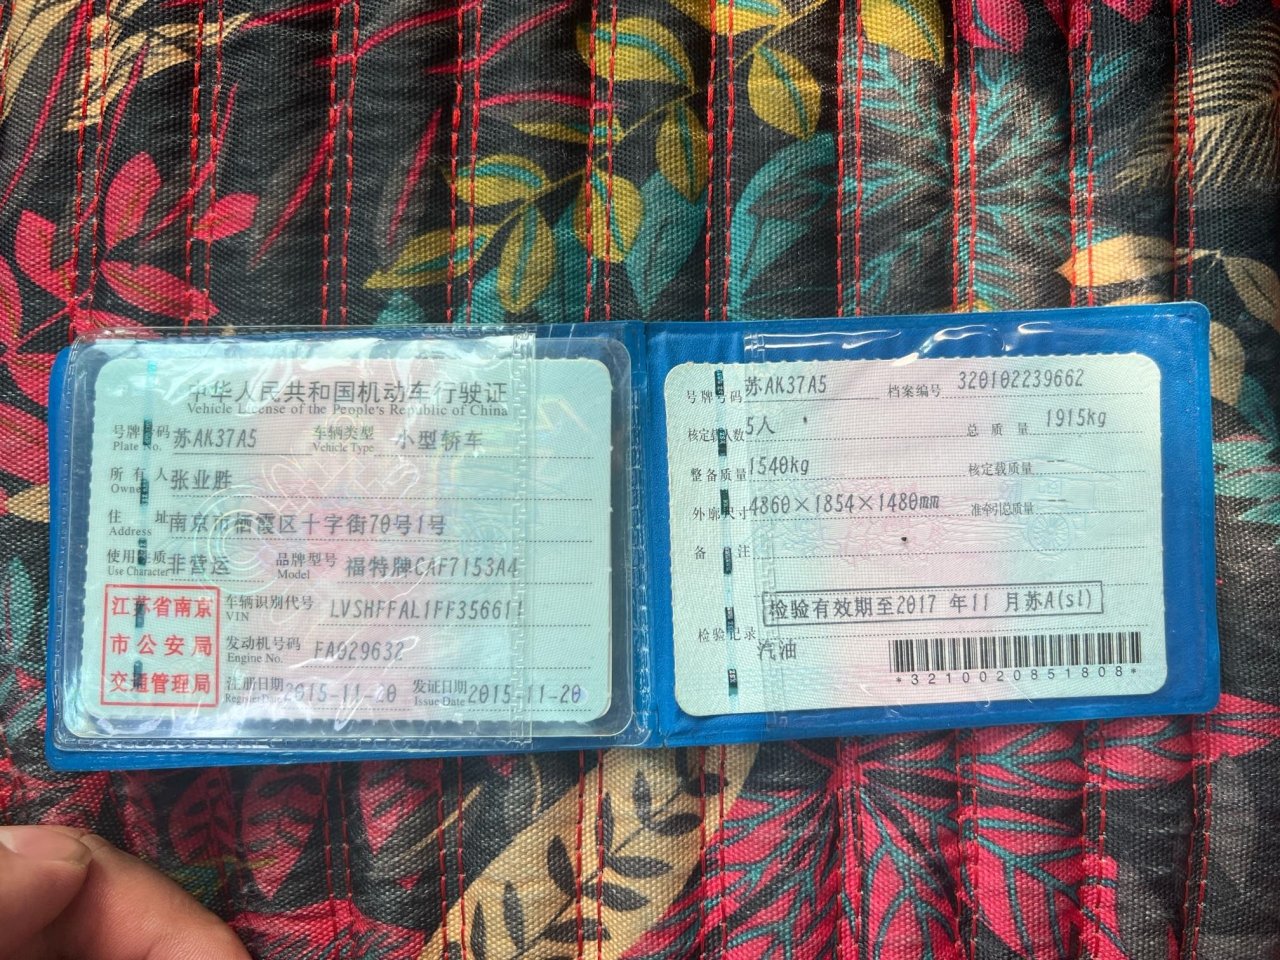 中华人民共和国机动车行驶证
Vehicle License of the People's Republic of China
号牌号码 苏AK37A5 车辆类型 小型轿车
Plate No. Vehicle Type
所有人 张业胜
Owner
住址 南京市栖霞区十字街70号1号
Address
使用性质 非营运 品牌型号 福特牌CAF7153A4
Use Character Model
江苏省南京
市公安局
交通管理局
车辆识别代号 LVSHFFAL1FF356611
VIN
发动机号码 FA029632
Engine No.
注册日期 2015-11-20 发证日期 2015-11-20
Register Date Issue Date
号牌号码 苏AK37A5 档案编号 320102239662
核定载人数 5人 总质量 1915kg
整备质量 1540kg 核定载质量 --
外廓尺寸 4860×1854×1480mm 准牵引总质量 --
备注
检验有效期至2017 年11 月苏A(sl)
检验记录
汽油
*3210020851808*